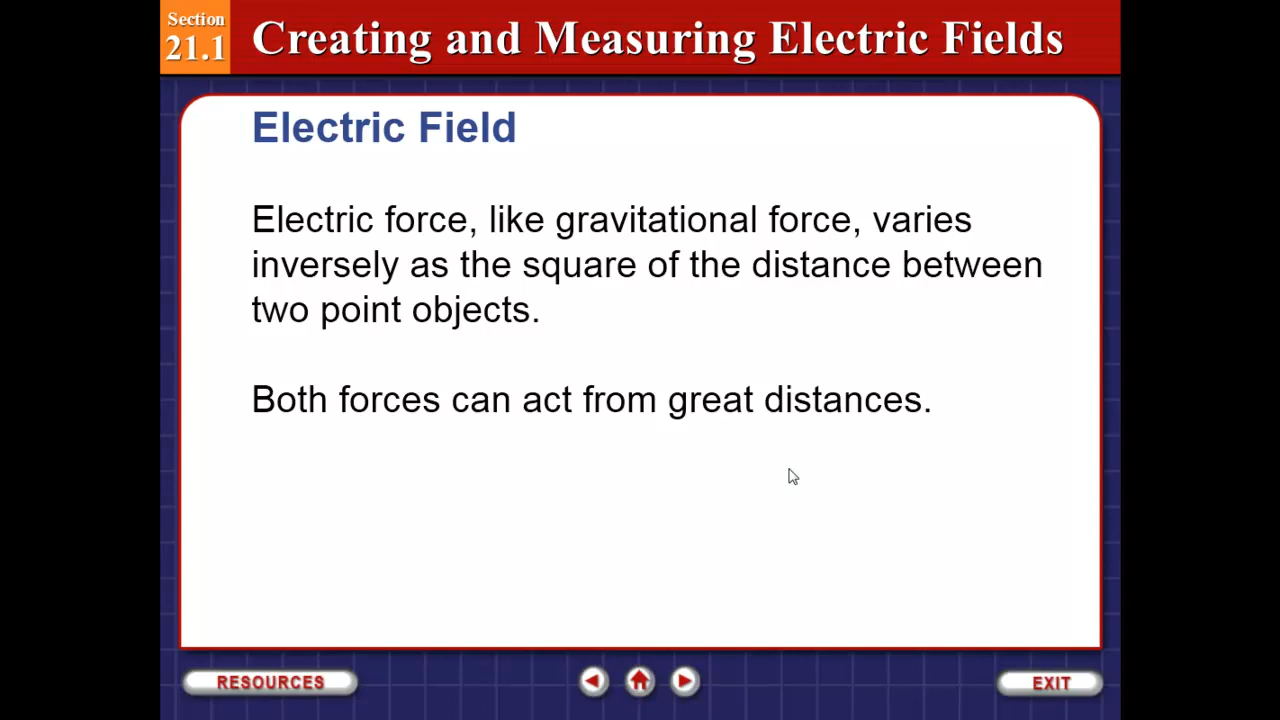 Section
21.1
Creating and Measuring Electric Fields
Electric Field
Electric force, like gravitational force, varies
inversely as the square of the distance between
two point objects.
Both forces can act from great distances.
RESOURCES
EXIT